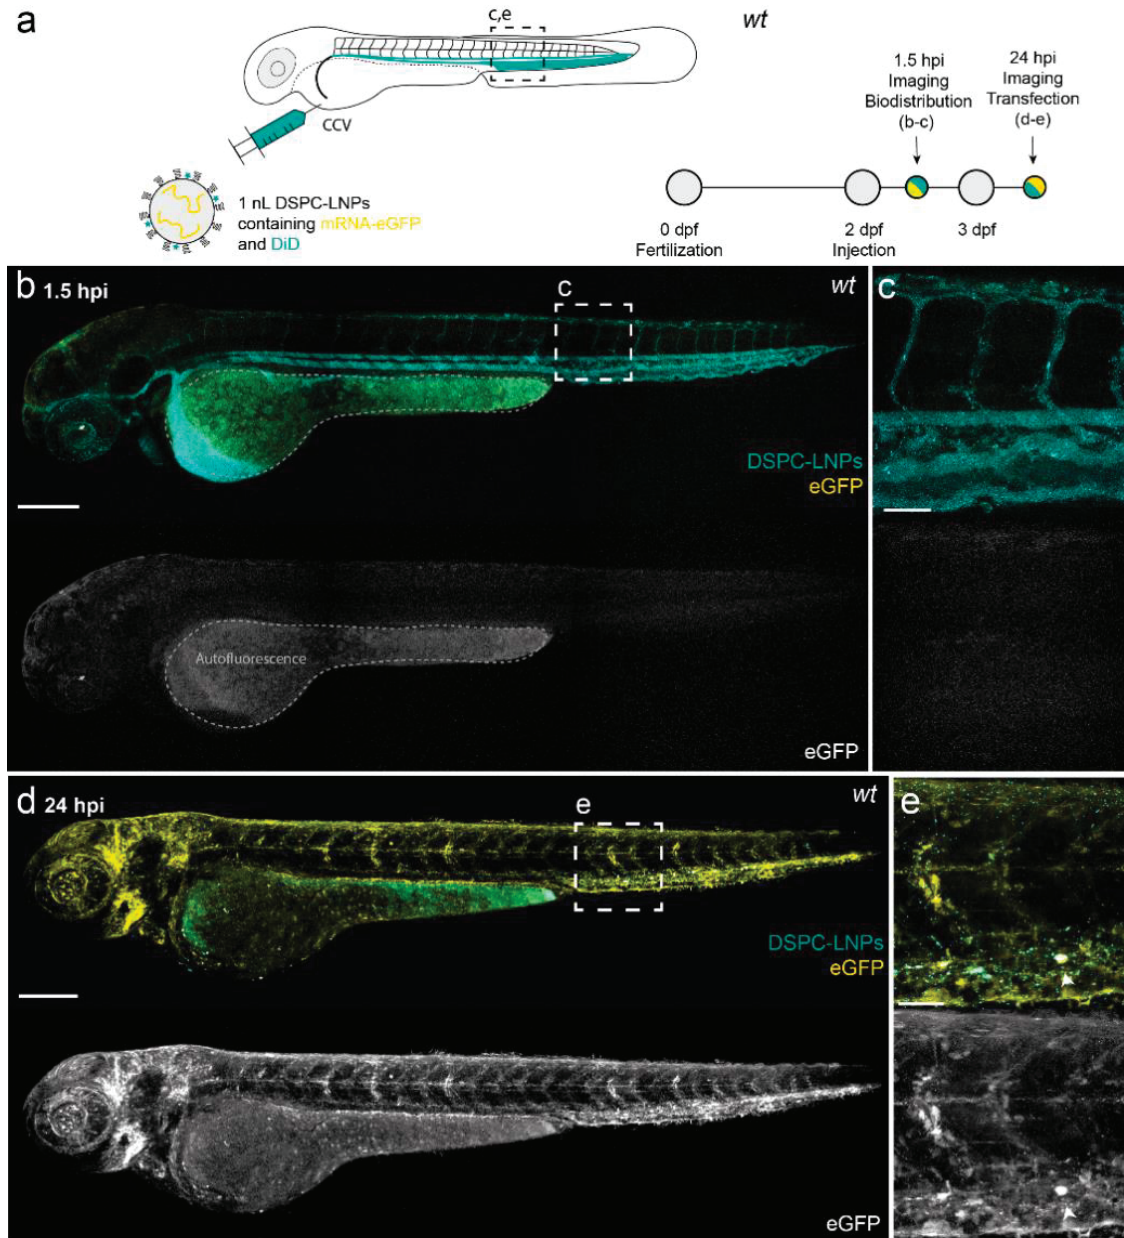 a
c,e
wt
CCV
1 nL DSPC-LNPs
containing mRNA-eGFP
and DiD
1.5 hpi
Imaging
Biodistribution
(b-c)
24 hpi
Imaging
Transfection
(d-e)
0 dpf
Fertilization
2 dpf
Injection
3 dpf
b 1.5 hpi
c
wt
DSPC-LNPs
eGFP
Autofluorescence
eGFP
c
d 24 hpi
e
wt
DSPC-LNPs
eGFP
eGFP
e